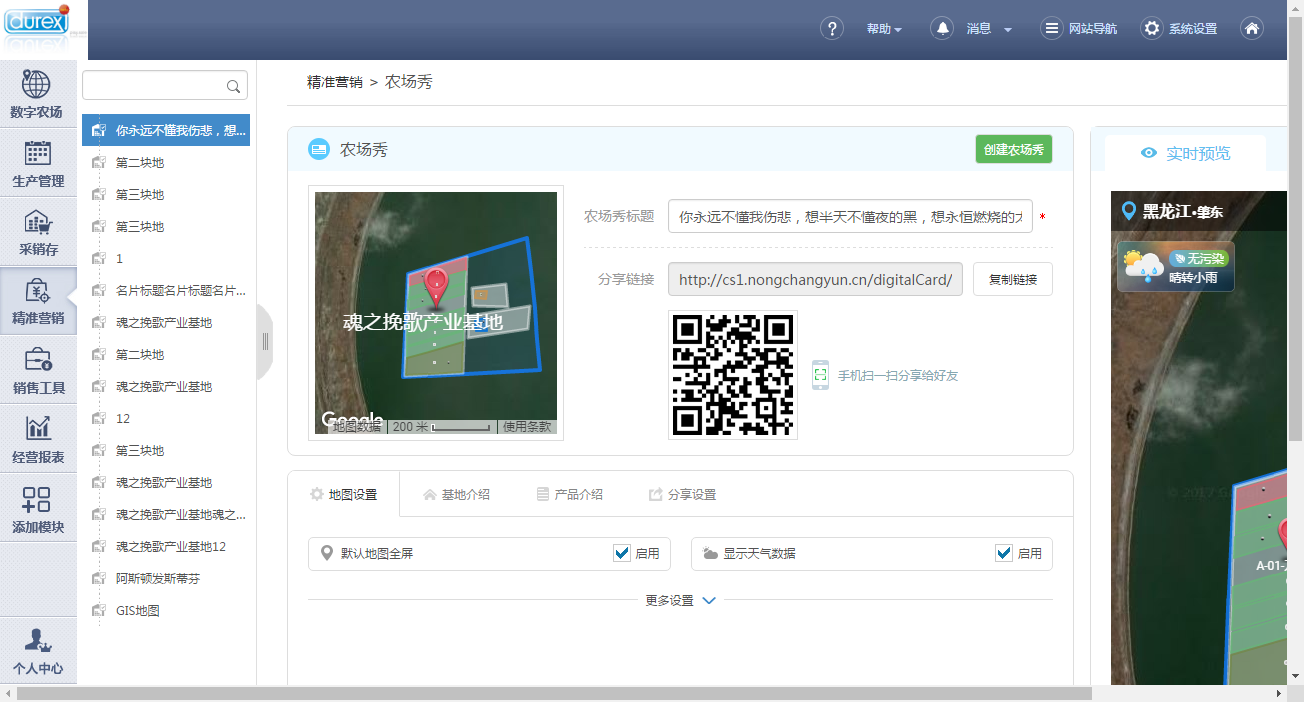 durex
帮助
消息
网站导航
系统设置
数字农场
生产管理
采销存
精准营销
销售工具
经营报表
添加模块
个人中心
你永远不懂我伤悲，想...
第二块地
第三块地
第三块地
1
名片标题名片标题名片...
魂之挽歌产业基地
第二块地
魂之挽歌产业基地
12
第三块地
魂之挽歌产业基地
魂之挽歌产业基地魂之...
魂之挽歌产业基地12
阿斯顿发斯蒂芬
GIS地图
精准营销 > 农场秀
农场秀
创建农场秀
魂之挽歌产业基地
Google
地图数据 200 米 使用条款
农场秀标题
你永远不懂我伤悲，想半天不懂夜的黑，想永恒燃烧的
*
分享链接
http://cs1.nongchangyun.cn/digitalCard/
复制链接
手机扫一扫分享给好友
地图设置
基地介绍
产品介绍
分享设置
默认地图全屏
启用
显示天气数据
启用
更多设置
实时预览
黑龙江•肇东
无污染
晴转小雨
© 2017
A-01-